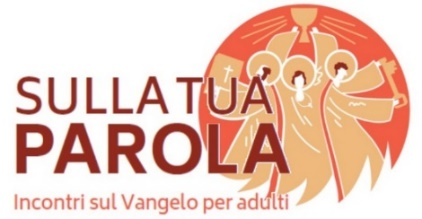 SULLA TUA
PAROLA
Incontri sul Vangelo per adulti